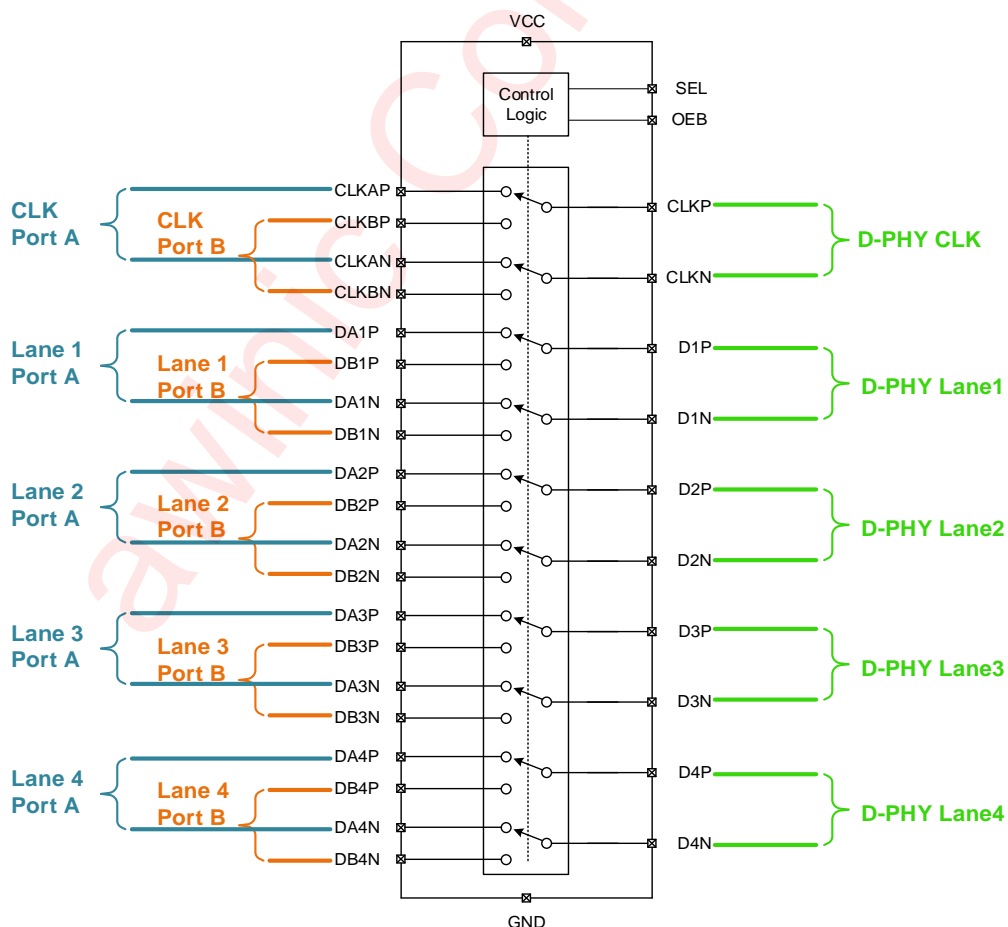 VCC
Control
Logic
SEL
OEB
CLK
Port A
CLK
Port B
CLKAP
CLKBP
CLKAN
CLKBN
CLKP
CLKN
D-PHY CLK
Lane 1
Port A
Lane 1
Port B
DA1P
DB1P
DA1N
DB1N
D1P
D1N
D-PHY Lane1
Lane 2
Port A
Lane 2
Port B
DA2P
DB2P
DA2N
DB2N
D2P
D2N
D-PHY Lane2
Lane 3
Port A
Lane 3
Port B
DA3P
DB3P
DA3N
DB3N
D3P
D3N
D-PHY Lane3
Lane 4
Port A
Lane 4
Port B
DA4P
DB4P
DA4N
DB4N
D4P
D4N
D-PHY Lane4
GND
awinic